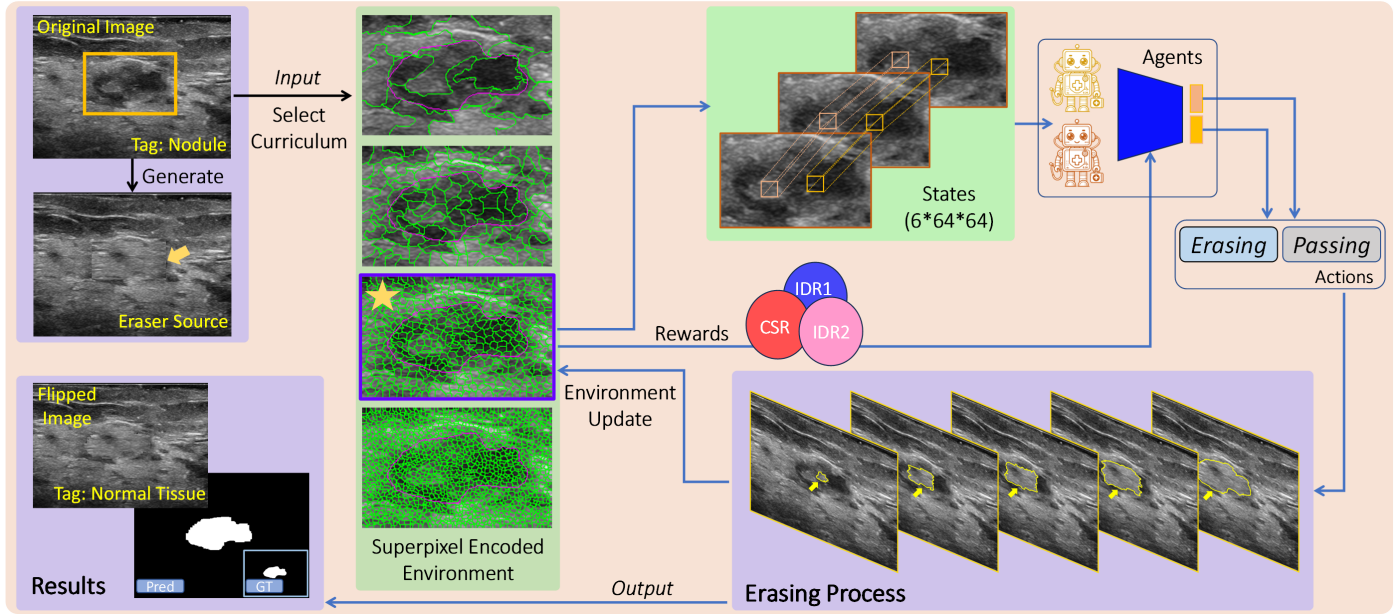 Original Image
Tag: Nodule
Generate
Eraser Source
Input
Select
Curriculum
Superpixel Encoded
Environment
States
(6*64*64)
Agents
Erasing
Passing
Actions
Rewards
IDR1
CSR
IDR2
Environment
Update
Erasing Process
Output
Flipped
Image
Tag: Normal Tissue
Pred
GT
Results